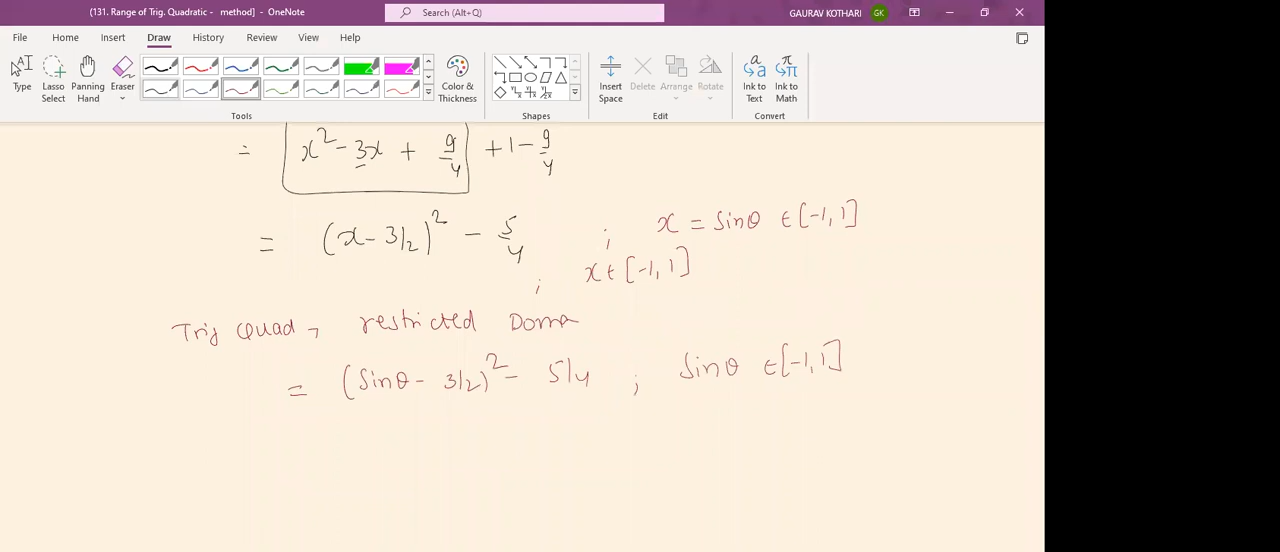 (131. Range of Trig. Quadratic - method] - OneNote
Search (Alt+Q)
GAURAV KOTHARI GK
File Home Insert Draw History Review View Help
Type Lasso Select Panning Hand Eraser Color & Thickness Insert Space Delete Arrange Rotate Ink to Text Ink to Math
Tools Shapes Edit Convert
= x² - 3x + 9/4 + 1 - 9/4
= (x - 3/2)² - 5/4 ; x = sinθ ∈ [-1, 1]
; x ∈ [-1, 1]
Trig Quad, restricted Doma
= (sinθ - 3/2)² - 5/4 ; sinθ ∈ [-1, 1]